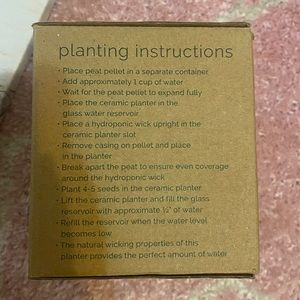 planting instructions
• Place peat pellet in a separate container
• Add approximately 1 cup of water
• Wait for the peat pellet to expand fully
• Place the ceramic planter in the
glass water reservoir
• Place a hydroponic wick upright in the
ceramic planter slot
• Remove casing on pellet and place
in the planter
• Break apart the peat to ensure even coverage
around the hydroponic wick
• Plant 4-5 seeds in the ceramic planter
• Lift the ceramic planter and fill the glass
reservoir with approximate ½" of water
• Refill the reservoir when the water level
becomes low
• The natural wicking properties of this
planter provides the perfect amount of water